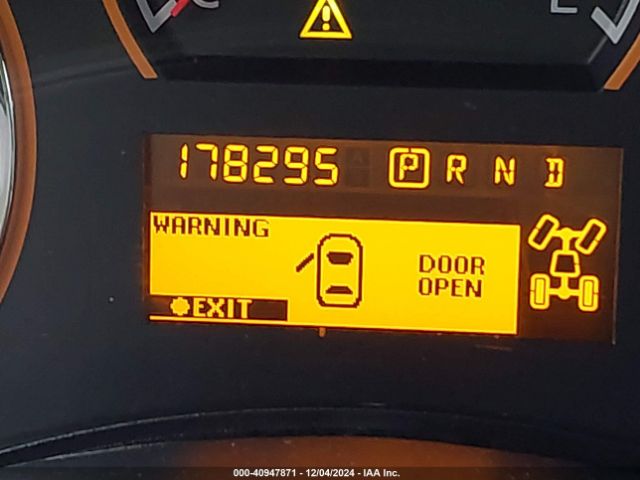 C
E
178295 P R N D
WARNING
DOOR
OPEN
EXIT
000-40947871 - 12/04/2024 - IAA Inc.